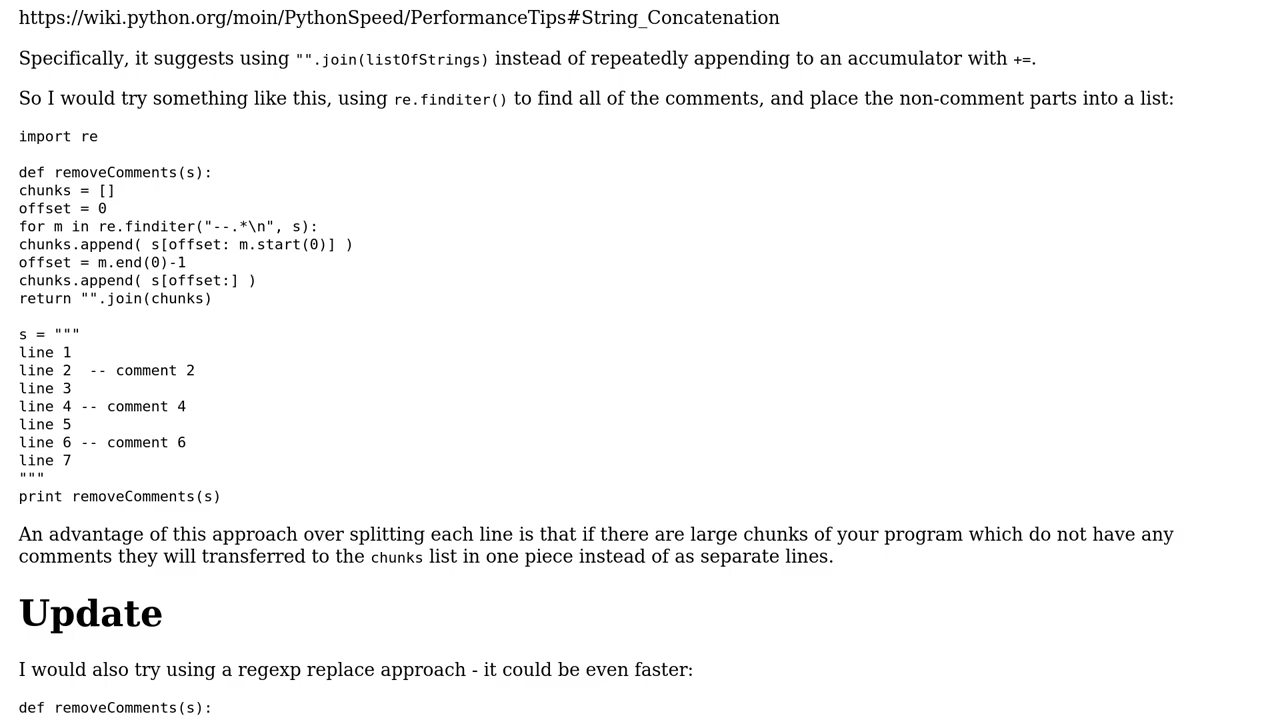 https://wiki.python.org/moin/PythonSpeed/PerformanceTips#String_Concatenation
Specifically, it suggests using "".join(listOfStrings) instead of repeatedly appending to an accumulator with +=.
So I would try something like this, using re.finditer() to find all of the comments, and place the non-comment parts into a list:
import re
def removeComments(s):
chunks = []
offset = 0
for m in re.finditer("--.*\n", s):
chunks.append( s[offset: m.start(0)] )
offset = m.end(0)-1
chunks.append( s[offset:] )
return "".join(chunks)
s = """
line 1
line 2  -- comment 2
line 3
line 4 -- comment 4
line 5
line 6 -- comment 6
line 7
"""
print removeComments(s)
An advantage of this approach over splitting each line is that if there are large chunks of your program which do not have any
comments they will transferred to the chunks list in one piece instead of as separate lines.
Update
I would also try using a regexp replace approach - it could be even faster:
def removeComments(s):